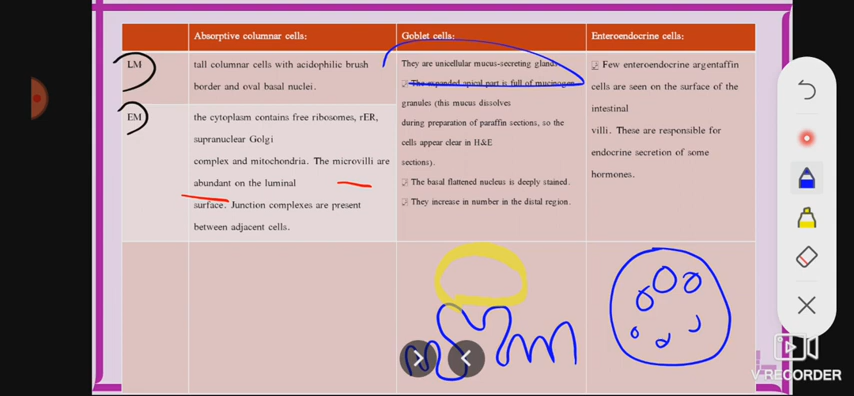 Absorptive columnar cells:
Goblet cells:
Enteroendocrine cells:
LM
tall columnar cells with acidophilic brush
border and oval basal nuclei.
They are unicellular mucus-secreting glands
The expanded apical part is full of mucinogen
granules (this mucus dissolves
during preparation of paraffin sections, so the
cells appear clear in H&E
sections).
The basal flattened nucleus is deeply stained.
They increase in number in the distal region.
Few enteroendocrine argentaffin
cells are seen on the surface of the
intestinal
villi. These are responsible for
endocrine secretion of some
hormones.
EM
the cytoplasm contains free ribosomes, rER,
supranuclear Golgi
complex and mitochondria. The microvilli are
abundant on the luminal
surface. Junction complexes are present
between adjacent cells.
V-RECORDER